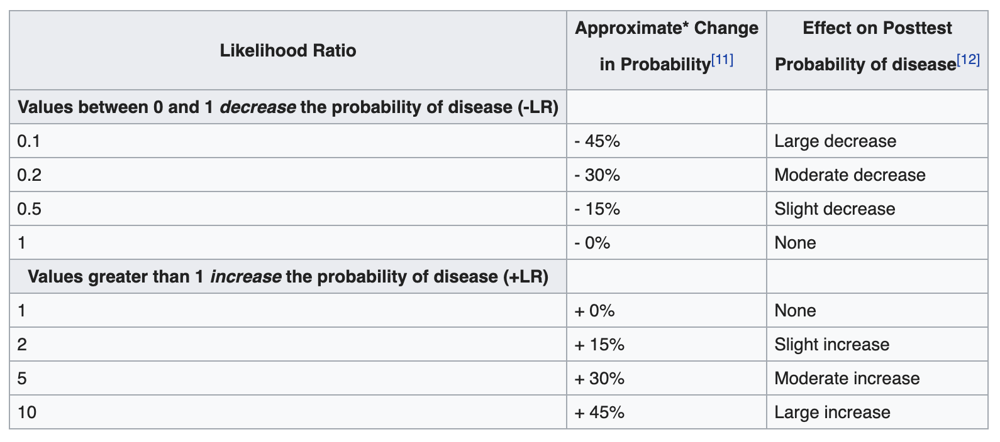 Likelihood Ratio
Approximate* Change
in Probability[11]
Effect on Posttest
Probability of disease[12]
Values between 0 and 1 decrease the probability of disease (-LR)
0.1 - 45% Large decrease
0.2 - 30% Moderate decrease
0.5 - 15% Slight decrease
1 - 0% None
Values greater than 1 increase the probability of disease (+LR)
1 + 0% None
2 + 15% Slight increase
5 + 30% Moderate increase
10 + 45% Large increase